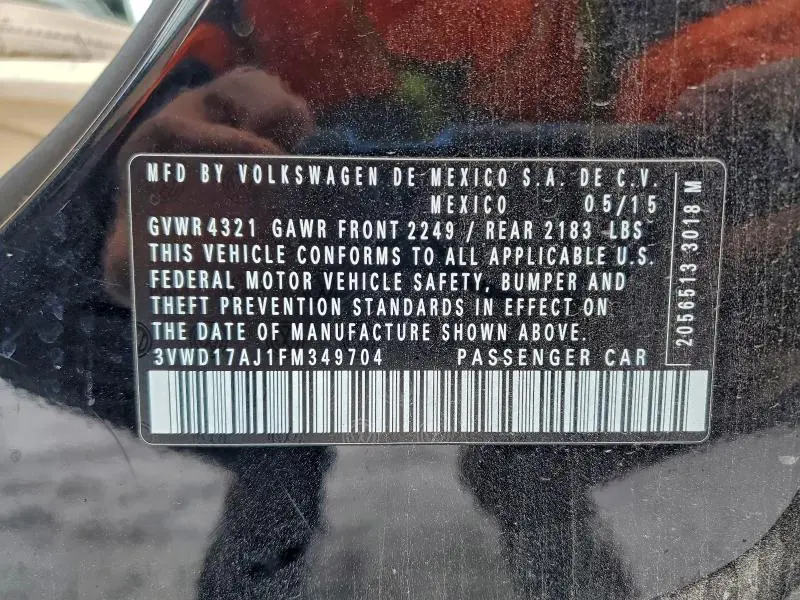 MFD BY VOLKSWAGEN DE MEXICO S.A. DE C.V.
MEXICO 05/15
GVWR 4321 GAWR FRONT 2249 / REAR 2183 LBS
THIS VEHICLE CONFORMS TO ALL APPLICABLE U.S.
FEDERAL MOTOR VEHICLE SAFETY, BUMPER AND
THEFT PREVENTION STANDARDS IN EFFECT ON
THE DATE OF MANUFACTURE SHOWN ABOVE.
3VWD17AJ1FM349704 PASSENGER CAR
2056513 3018 M